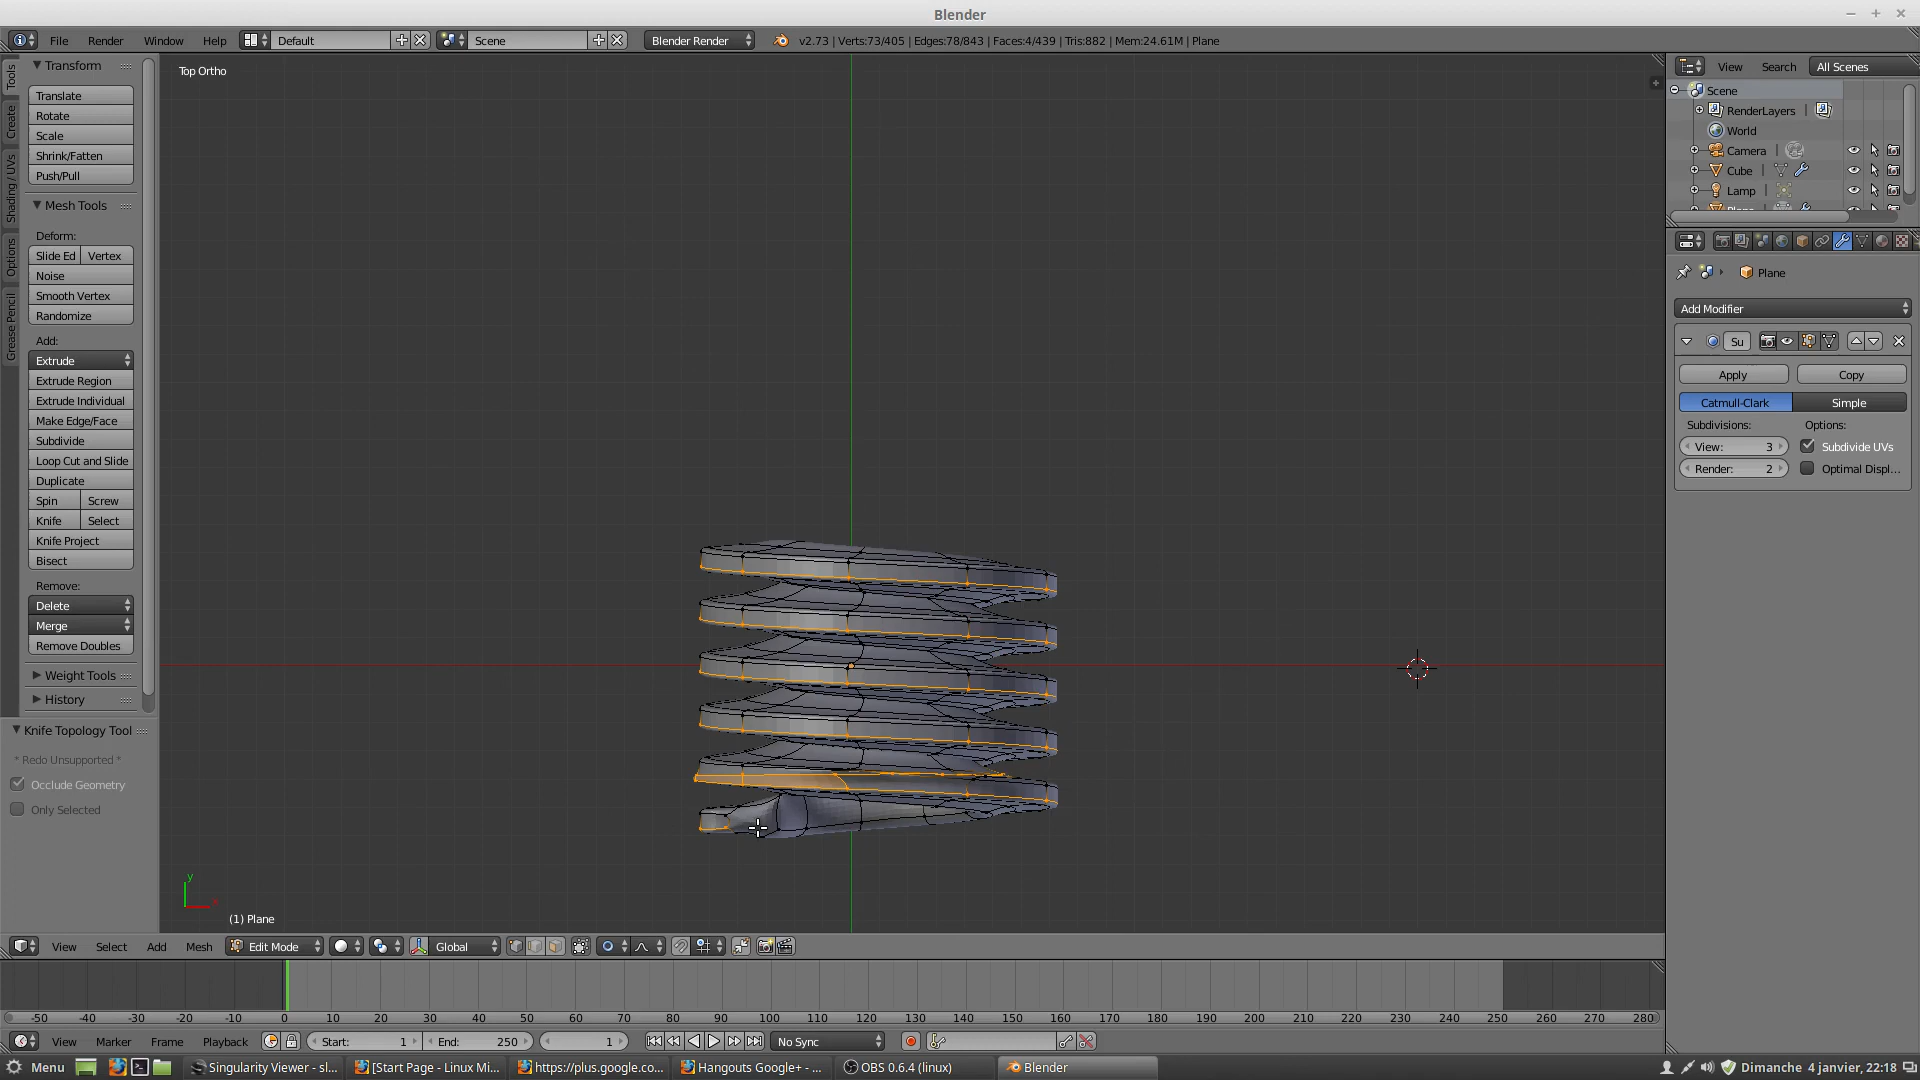 Blender
File Render Window Help Default Scene Blender Render v2.73 | Verts:73/405 | Edges:78/843 | Faces:4/439 | Tris:882 | Mem:24.61M | Plane
Tools
Create
Shading / UVs
Options
Grease Pencil
Transform
Translate
Rotate
Scale
Shrink/Fatten
Push/Pull
Mesh Tools
Deform:
Slide Ed Vertex
Noise
Smooth Vertex
Randomize
Add:
Extrude
Extrude Region
Extrude Individual
Make Edge/Face
Subdivide
Loop Cut and Slide
Duplicate
Spin Screw
Knife Select
Knife Project
Bisect
Remove:
Delete
Merge
Remove Doubles
Weight Tools
History
Knife Topology Tool
* Redo Unsupported *
Occlude Geometry
Only Selected
Top Ortho
y
(1) Plane
View Search All Scenes
Scene
RenderLayers
World
Camera
Cube
Lamp
Plane
Add Modifier
Su
Apply Copy
Catmull-Clark Simple
Subdivisions: Options:
View: 3 Subdivide UVs
Render: 2 Optimal Displ...
View Select Add Mesh Edit Mode Global
-50 -40 -30 -20 -10 0 10 20 30 40 50 60 70 80 90 100 110 120 130 140 150 160 170 180 190 200 210 220 230 240 250 260 270 280
View Marker Frame Playback Start: 1 End: 250 1 No Sync
Menu Singularity Viewer - sl... [Start Page - Linux Mi... https://plus.google.co... Hangouts Google+ - ... OBS 0.6.4 (linux) Blender Dimanche 4 janvier, 22:18